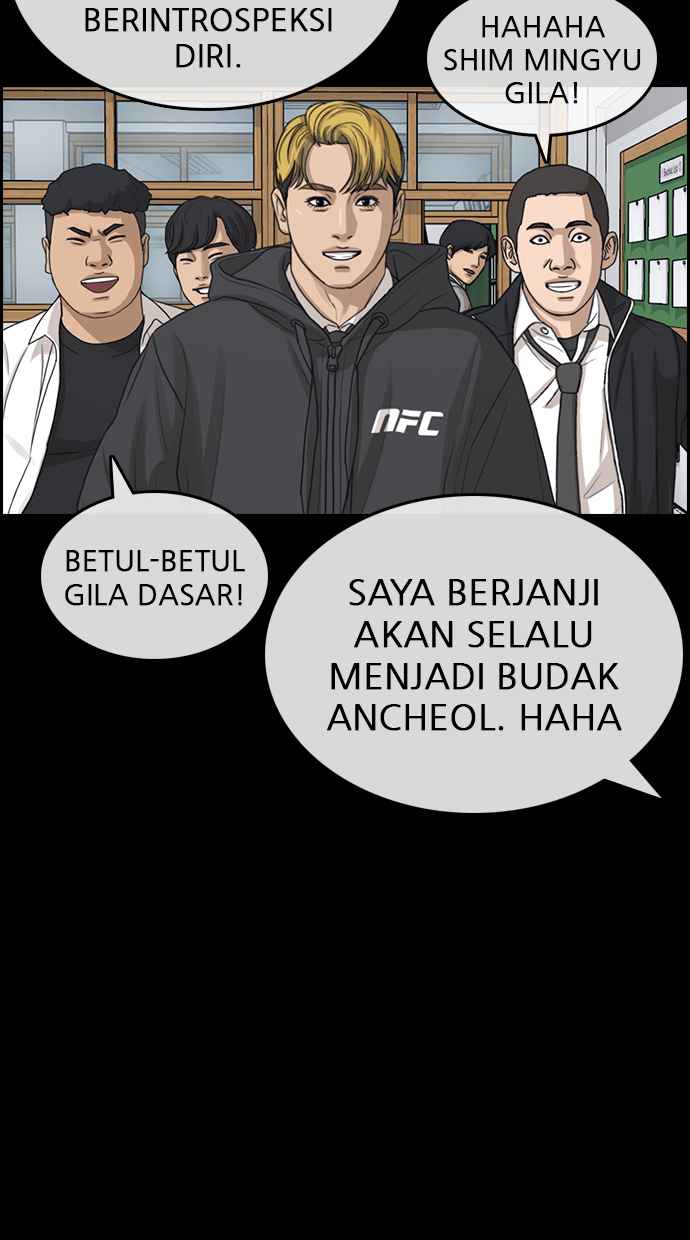 BERINTROSPEKSI
DIRI.
HAHAHA
SHIM MINGYU
GILA!
NFC
BETUL-BETUL
GILA DASAR!
SAYA BERJANJI
AKAN SELALU
MENJADI BUDAK
ANCHEOL. HAHA